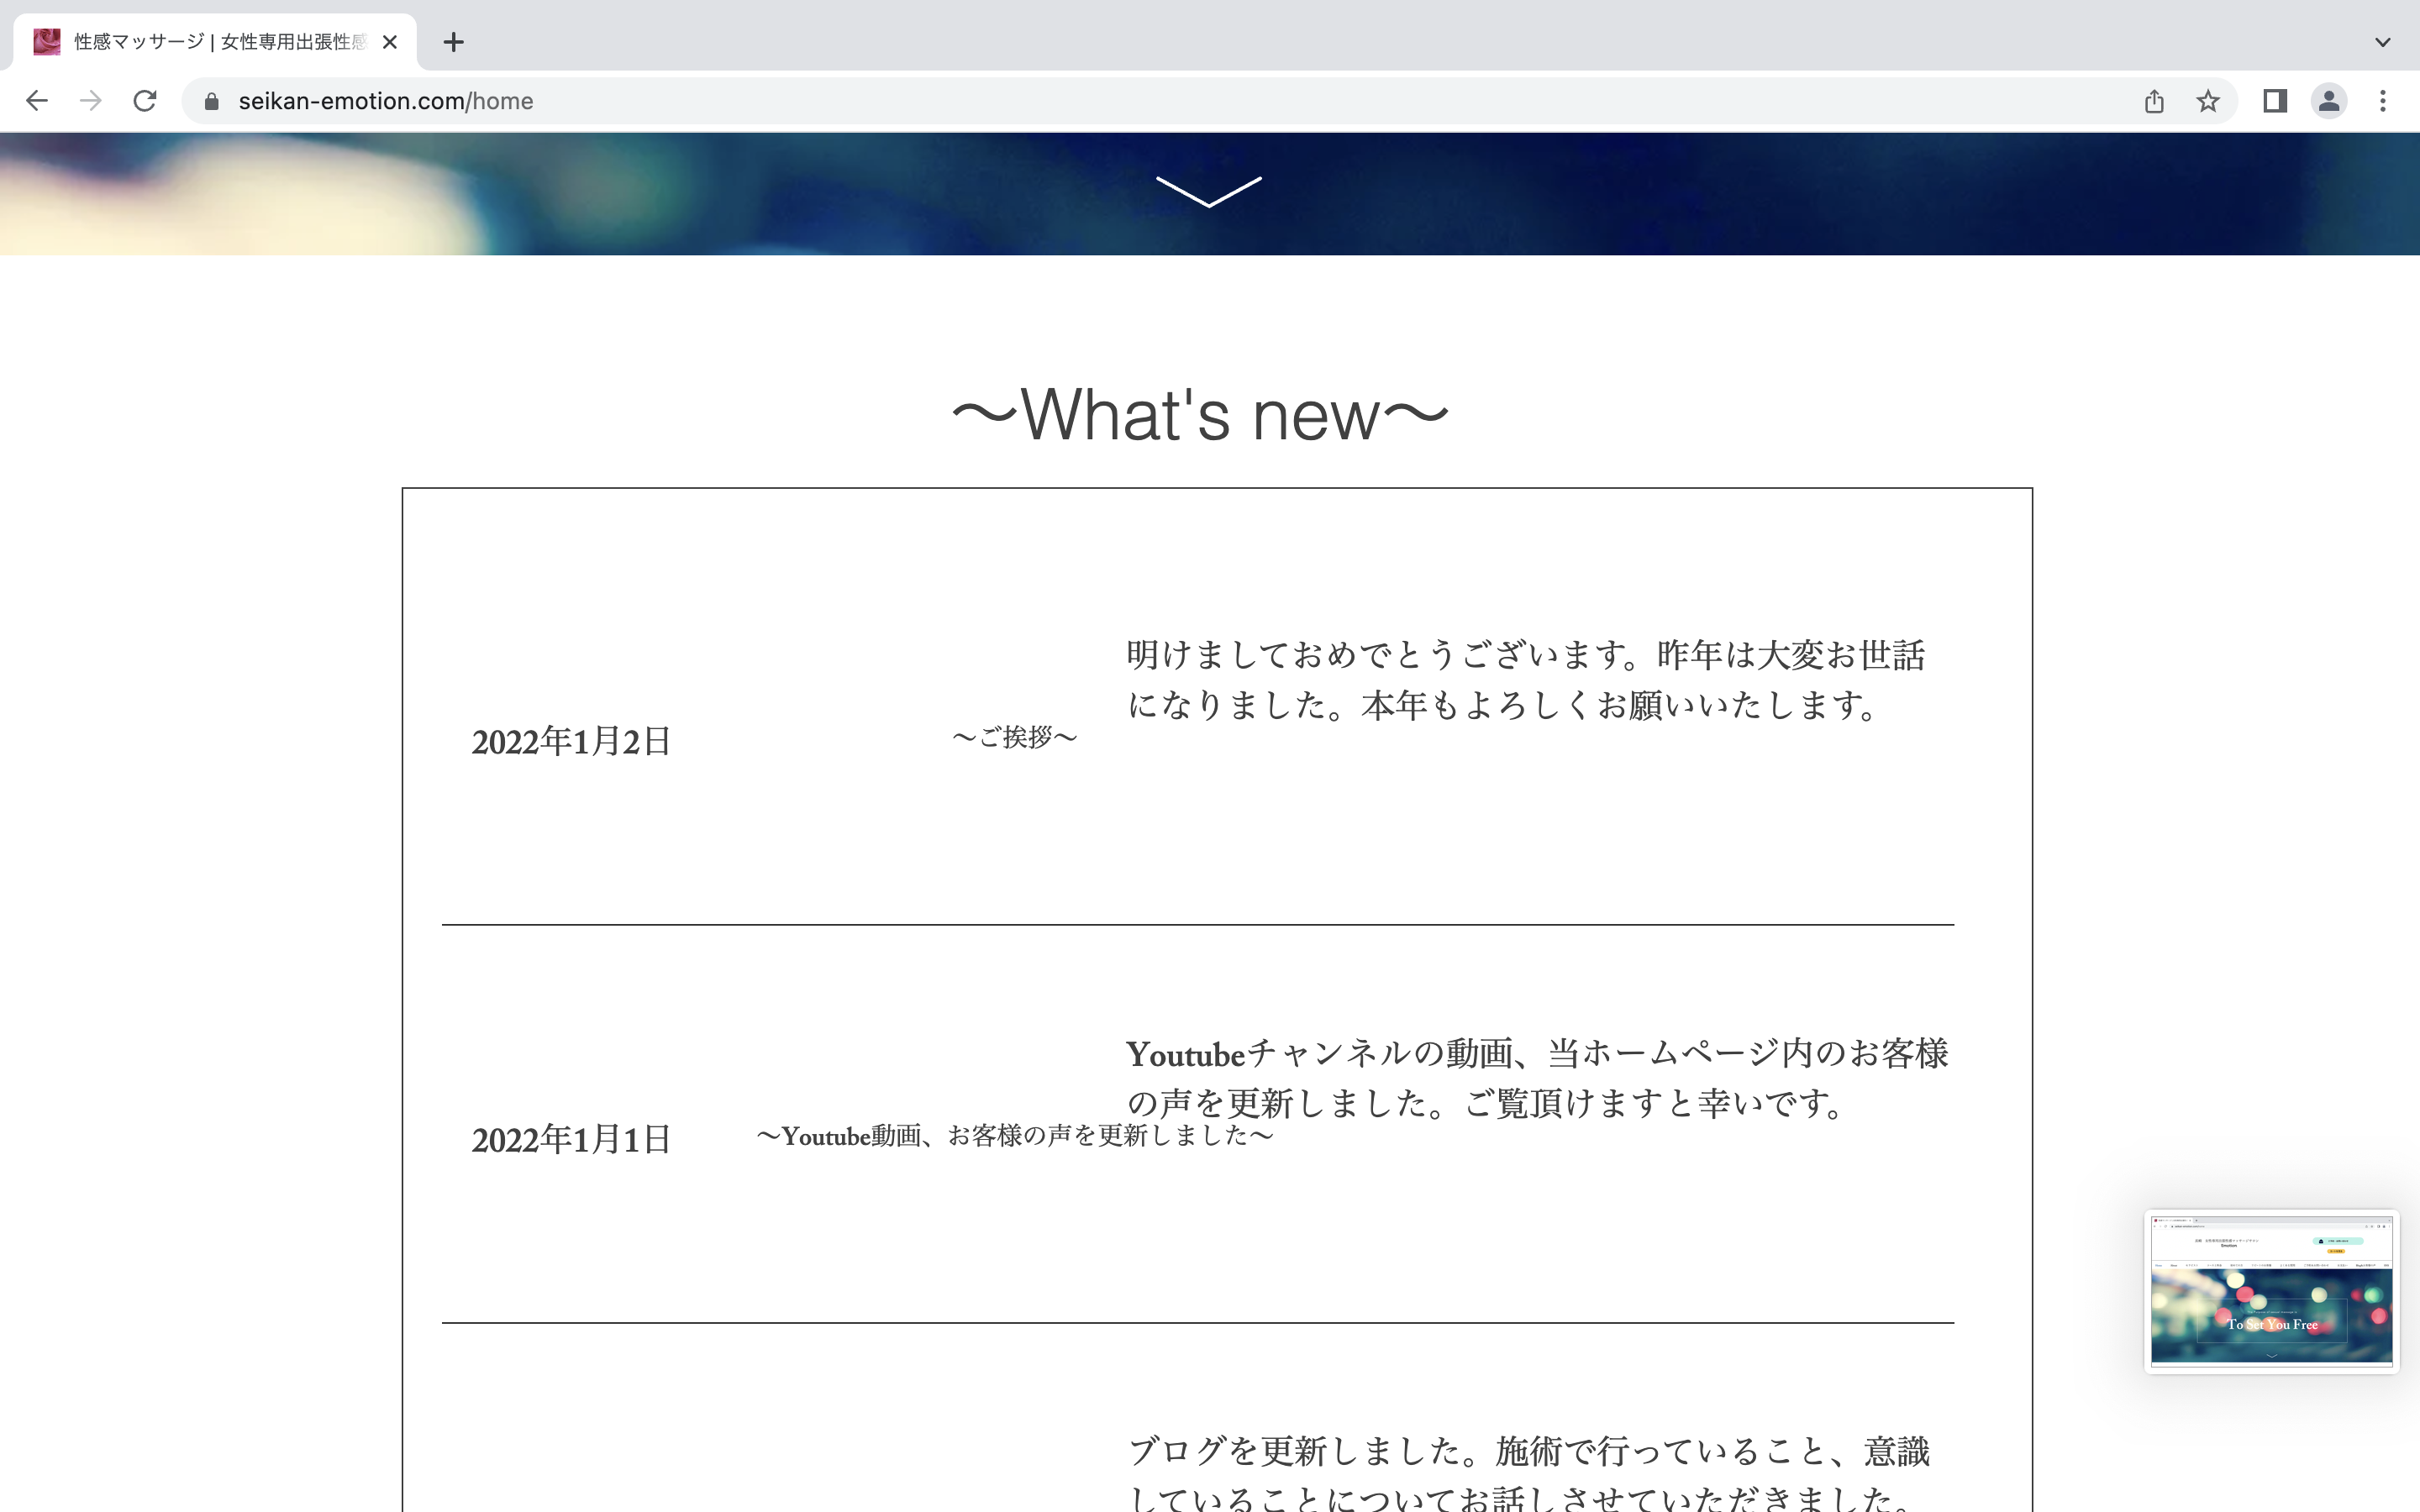 性感マッサージ | 女性専用出張性感
seikan-emotion.com/home
〜What's new〜
2022年1月2日
〜ご挨拶〜
明けましておめでとうございます。昨年は大変お世話
になりました。本年もよろしくお願いいたします。
2022年1月1日
〜Youtube動画、お客様の声を更新しました〜
Youtubeチャンネルの動画、当ホームページ内のお客様
の声を更新しました。ご覧頂けますと幸いです。
ブログを更新しました。施術で行っていること、意識
していることについてお話しさせていただきました。
To Set You Free